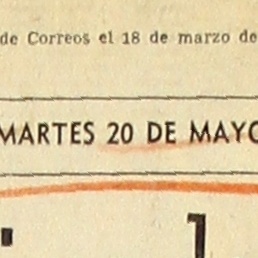 de Correos el 18 de marzo de
MARTES 20 DE MAYO